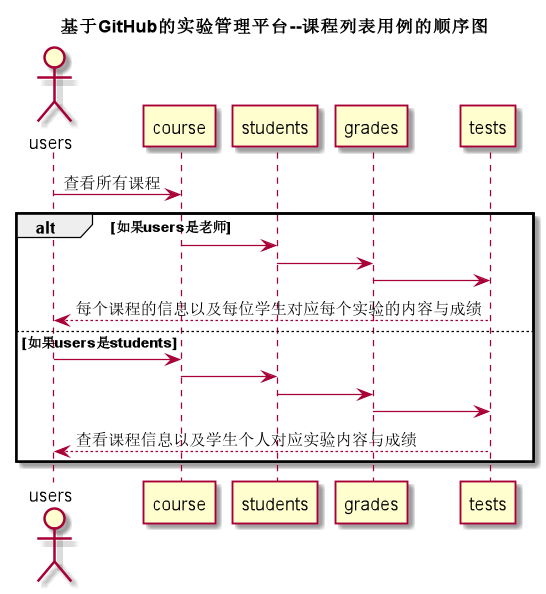 基于GitHub的实验管理平台--课程列表用例的顺序图
users
course students grades tests
查看所有课程
alt [如果users是老师]
每个课程的信息以及每位学生对应每个实验的内容与成绩
[如果users是students]
查看课程信息以及学生个人对应实验内容与成绩
users
course students grades tests